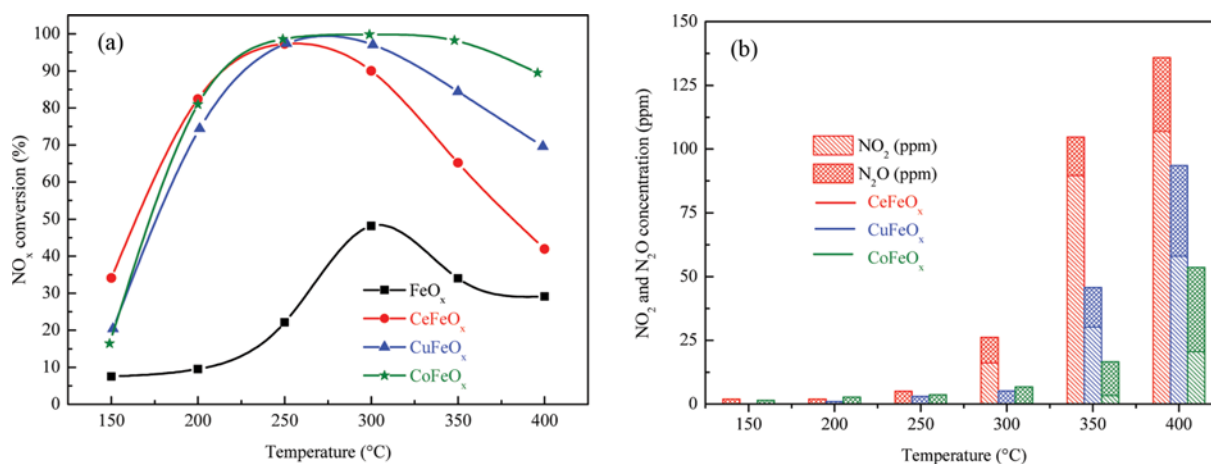 (a)
NOx conversion (%)
100
90
80
70
60
50
40
30
20
10
0
FeOx
CeFeOx
CuFeOx
CoFeOx
150 200 250 300 350 400
Temperature (°C)
(b)
NO2 and N2O concentration (ppm)
150
125
100
75
50
25
0
NO2 (ppm)
N2O (ppm)
CeFeOx
CuFeOx
CoFeOx
150 200 250 300 350 400
Temperature (°C)